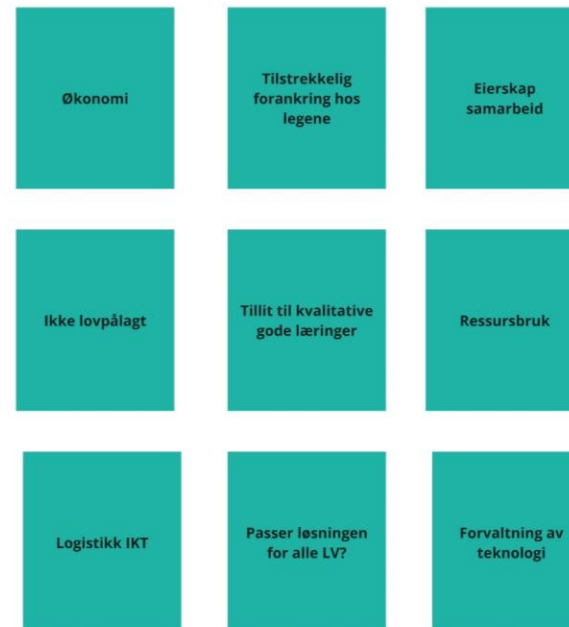 Økonomi
Tilstrekkelig
forankring hos
legene
Eierskap
samarbeid
Ikke lovpålagt
Tillit til kvalitative
gode læringer
Ressursbruk
Logistikk IKT
Passer løsningen
for alle LV?
Forvaltning av
teknologi